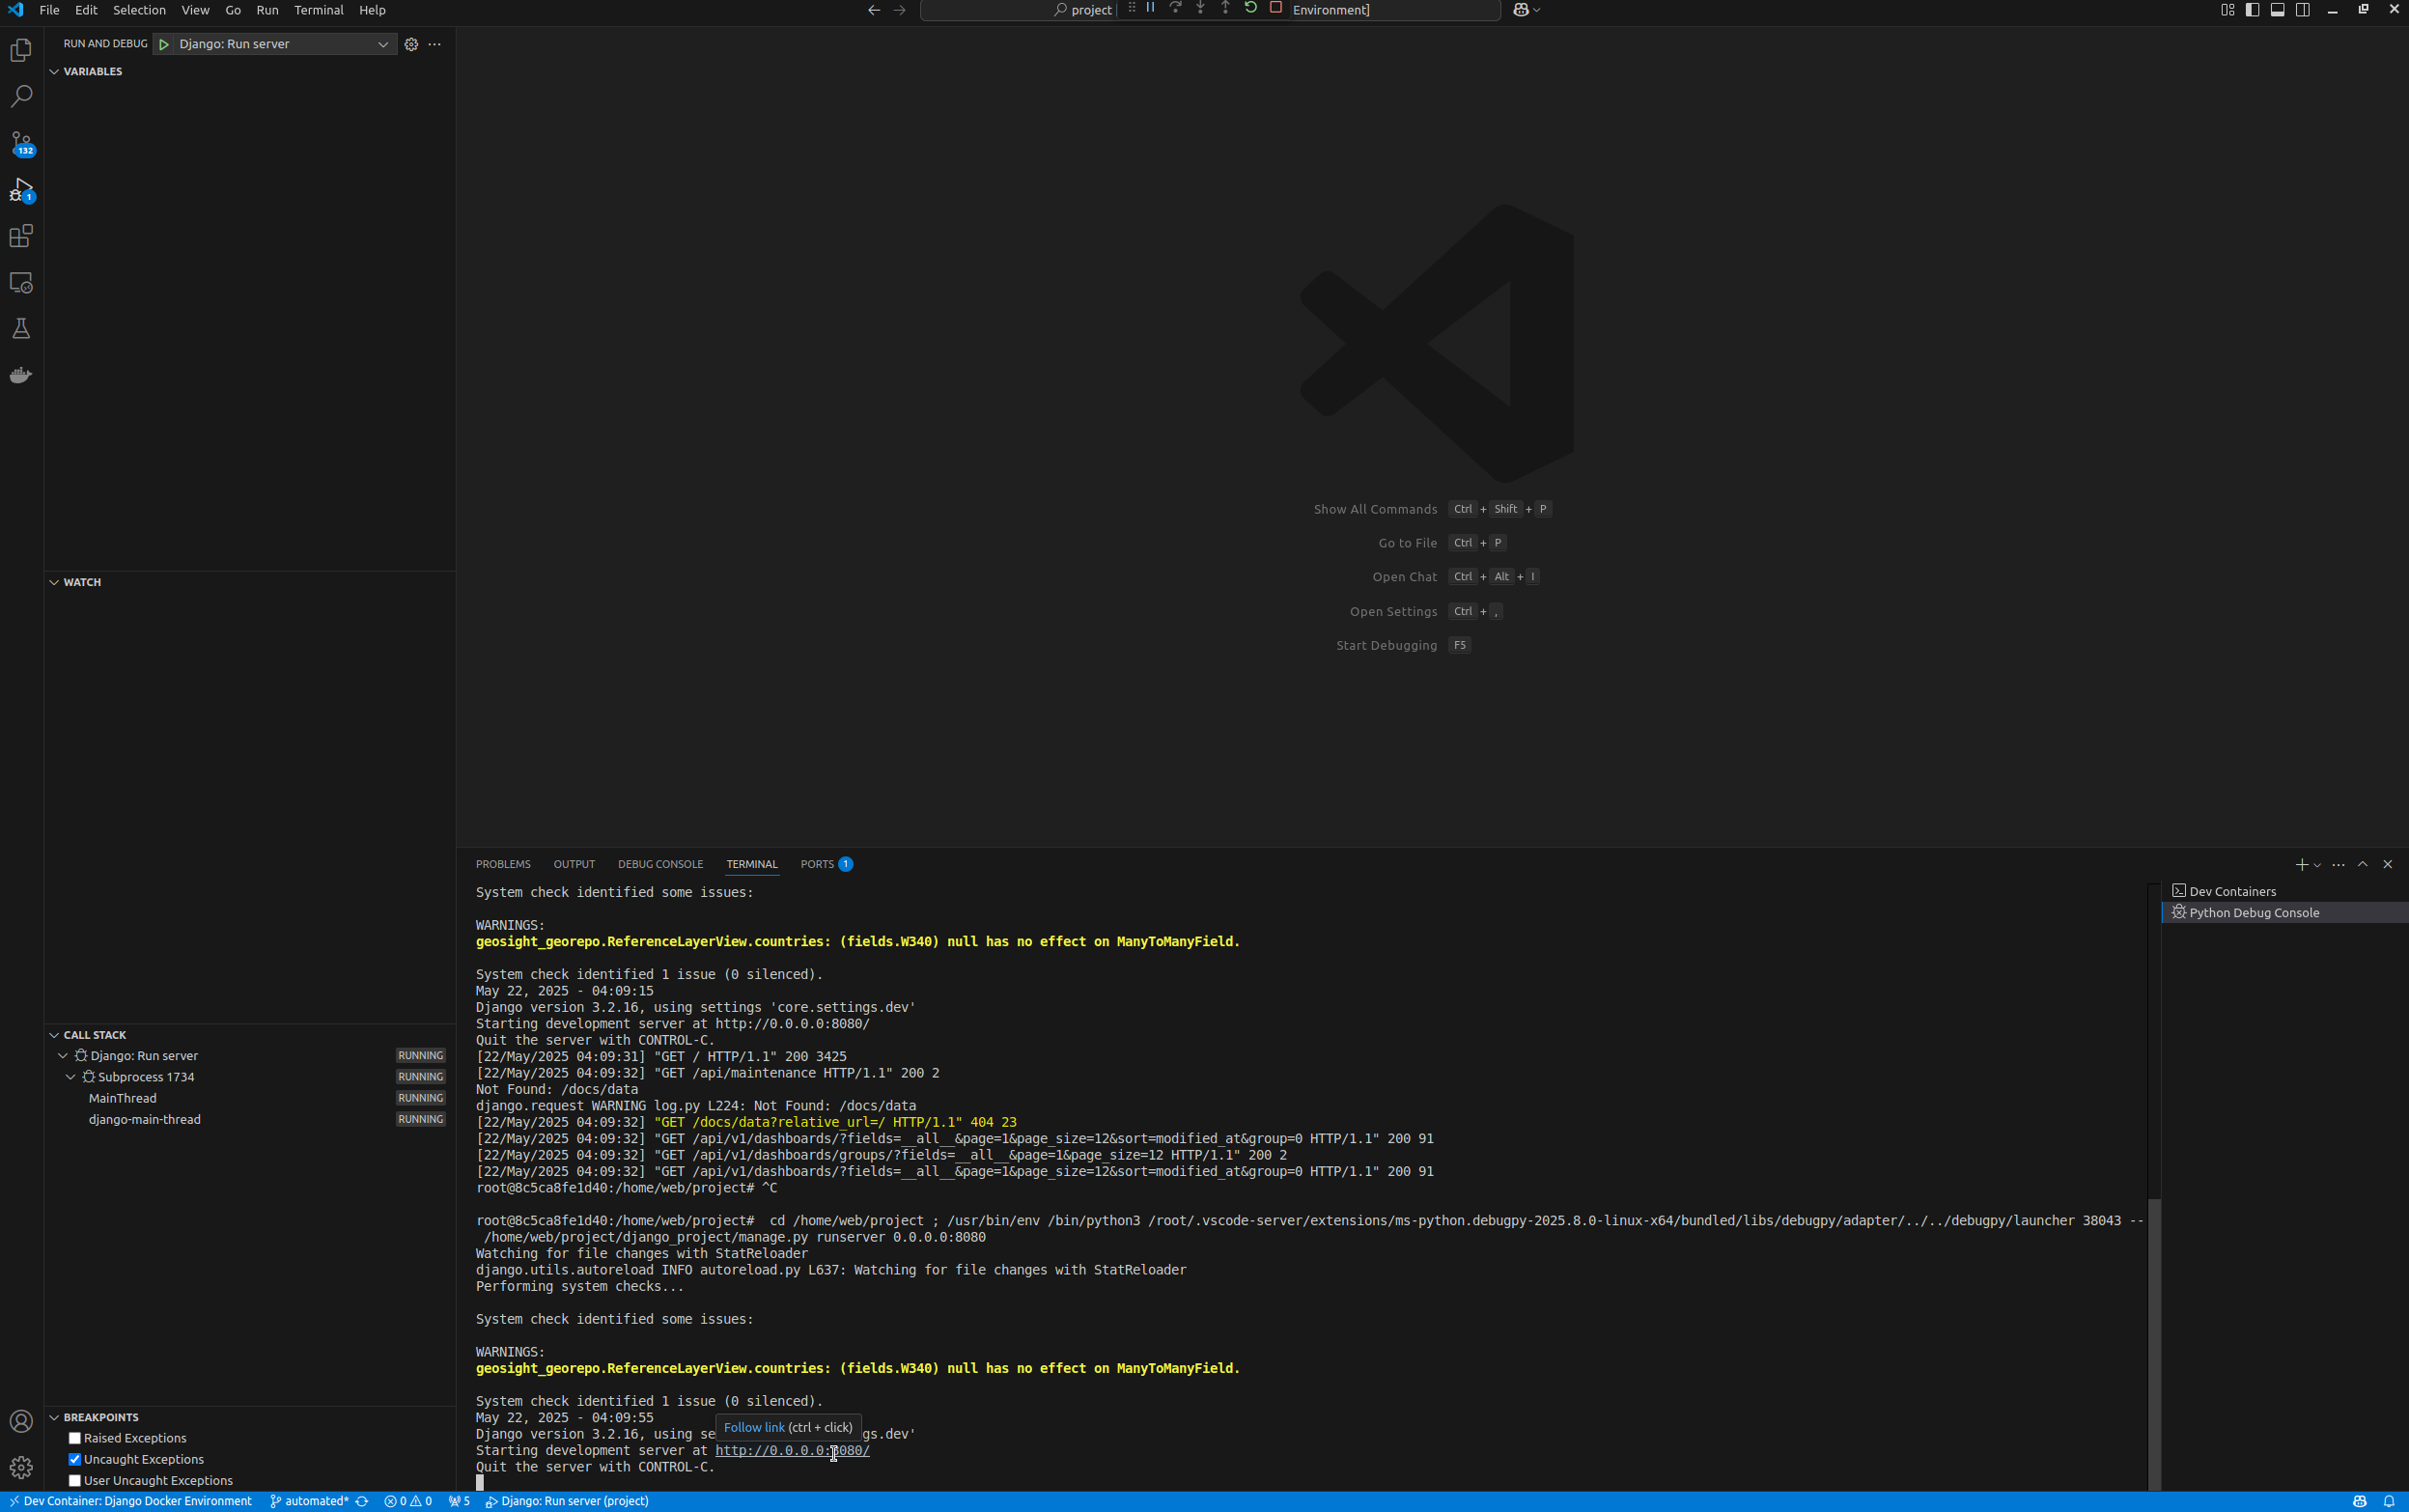 File Edit Selection View Go Run Terminal Help
project
Environment]
RUN AND DEBUG Django: Run server
VARIABLES
132
1
WATCH
CALL STACK
Django: Run server RUNNING
Subprocess 1734 RUNNING
MainThread RUNNING
django-main-thread RUNNING
BREAKPOINTS
Raised Exceptions
Uncaught Exceptions
User Uncaught Exceptions
Show All Commands Ctrl + Shift + P
Go to File Ctrl + P
Open Chat Ctrl + Alt + I
Open Settings Ctrl + ,
Start Debugging F5
PROBLEMS OUTPUT DEBUG CONSOLE TERMINAL PORTS 1
System check identified some issues:
WARNINGS:
geosight_georepo.ReferenceLayerView.countries: (fields.W340) null has no effect on ManyToManyField.
System check identified 1 issue (0 silenced).
May 22, 2025 - 04:09:15
Django version 3.2.16, using settings 'core.settings.dev'
Starting development server at http://0.0.0.0:8080/
Quit the server with CONTROL-C.
[22/May/2025 04:09:31] "GET / HTTP/1.1" 200 3425
[22/May/2025 04:09:32] "GET /api/maintenance HTTP/1.1" 200 2
Not Found: /docs/data
django.request WARNING log.py L224: Not Found: /docs/data
[22/May/2025 04:09:32] "GET /docs/data?relative_url=/ HTTP/1.1" 404 23
[22/May/2025 04:09:32] "GET /api/v1/dashboards/?fields=__all__&page=1&page_size=12&sort=modified_at&group=0 HTTP/1.1" 200 91
[22/May/2025 04:09:32] "GET /api/v1/dashboards/groups/?fields=__all__&page=1&page_size=12 HTTP/1.1" 200 2
[22/May/2025 04:09:32] "GET /api/v1/dashboards/?fields=__all__&page=1&page_size=12&sort=modified_at&group=0 HTTP/1.1" 200 91
root@8c5ca8fe1d40:/home/web/project# ^C
root@8c5ca8fe1d40:/home/web/project#  cd /home/web/project ; /usr/bin/env /bin/python3 /root/.vscode-server/extensions/ms-python.debugpy-2025.8.0-linux-x64/bundled/libs/debugpy/adapter/../../debugpy/launcher 38043 --
/home/web/project/django_project/manage.py runserver 0.0.0.0:8080
Watching for file changes with StatReloader
django.utils.autoreload INFO autoreload.py L637: Watching for file changes with StatReloader
Performing system checks...
System check identified some issues:
WARNINGS:
geosight_georepo.ReferenceLayerView.countries: (fields.W340) null has no effect on ManyToManyField.
System check identified 1 issue (0 silenced).
May 22, 2025 - 04:09:55
Follow link (ctrl + click)
Django version 3.2.16, using se gs.dev'
Starting development server at http://0.0.0.0:8080/
Quit the server with CONTROL-C.
Dev Containers
Python Debug Console
Dev Container: Django Docker Environment automated* 0 0 5 Django: Run server (project)